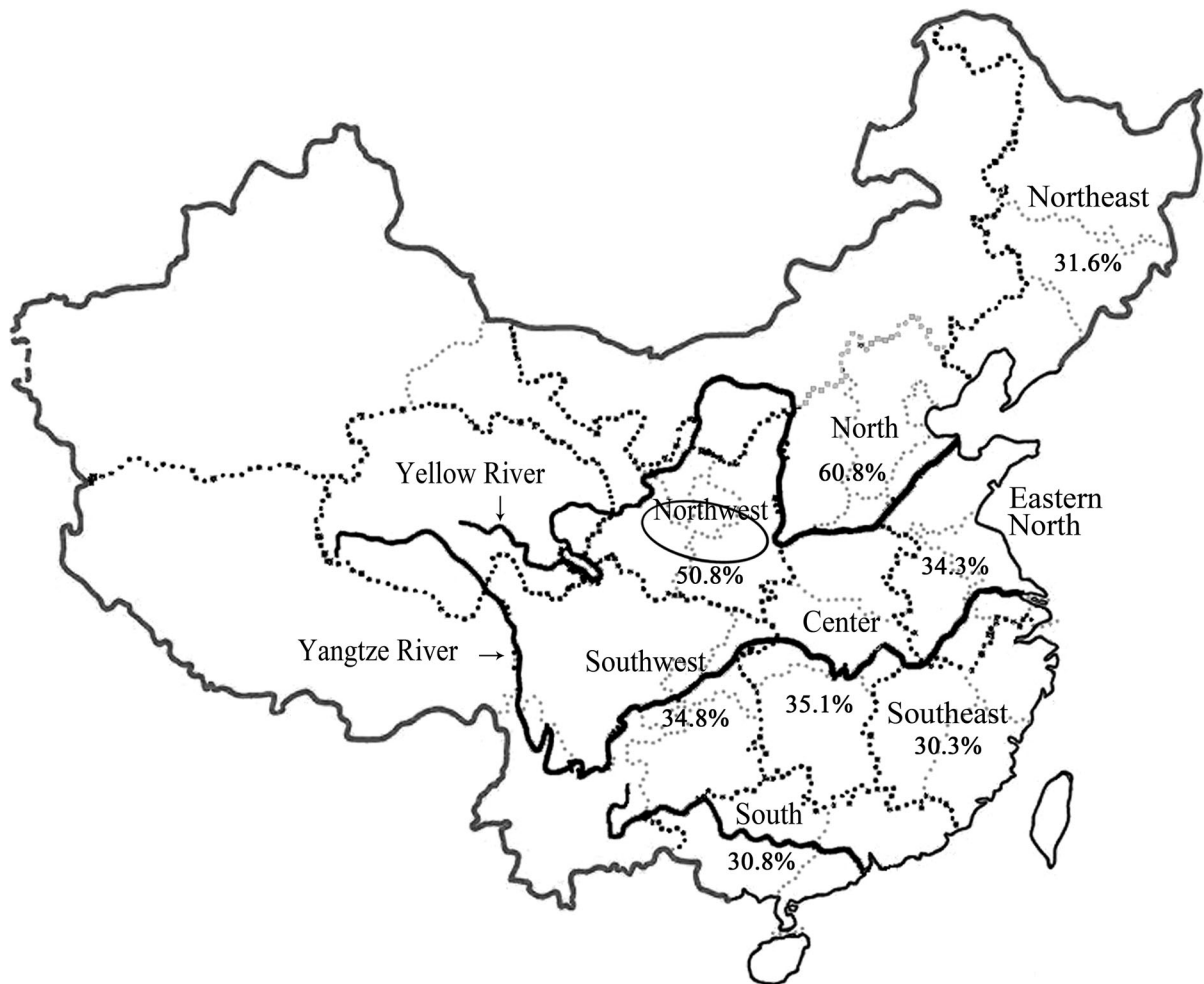 Northeast
31.6%
North
60.8%
Yellow River
↓
Northwest
50.8%
Eastern
North
34.3%
Center
35.1%
Yangtze River →
Southwest
34.8%
Southeast
30.3%
South
30.8%